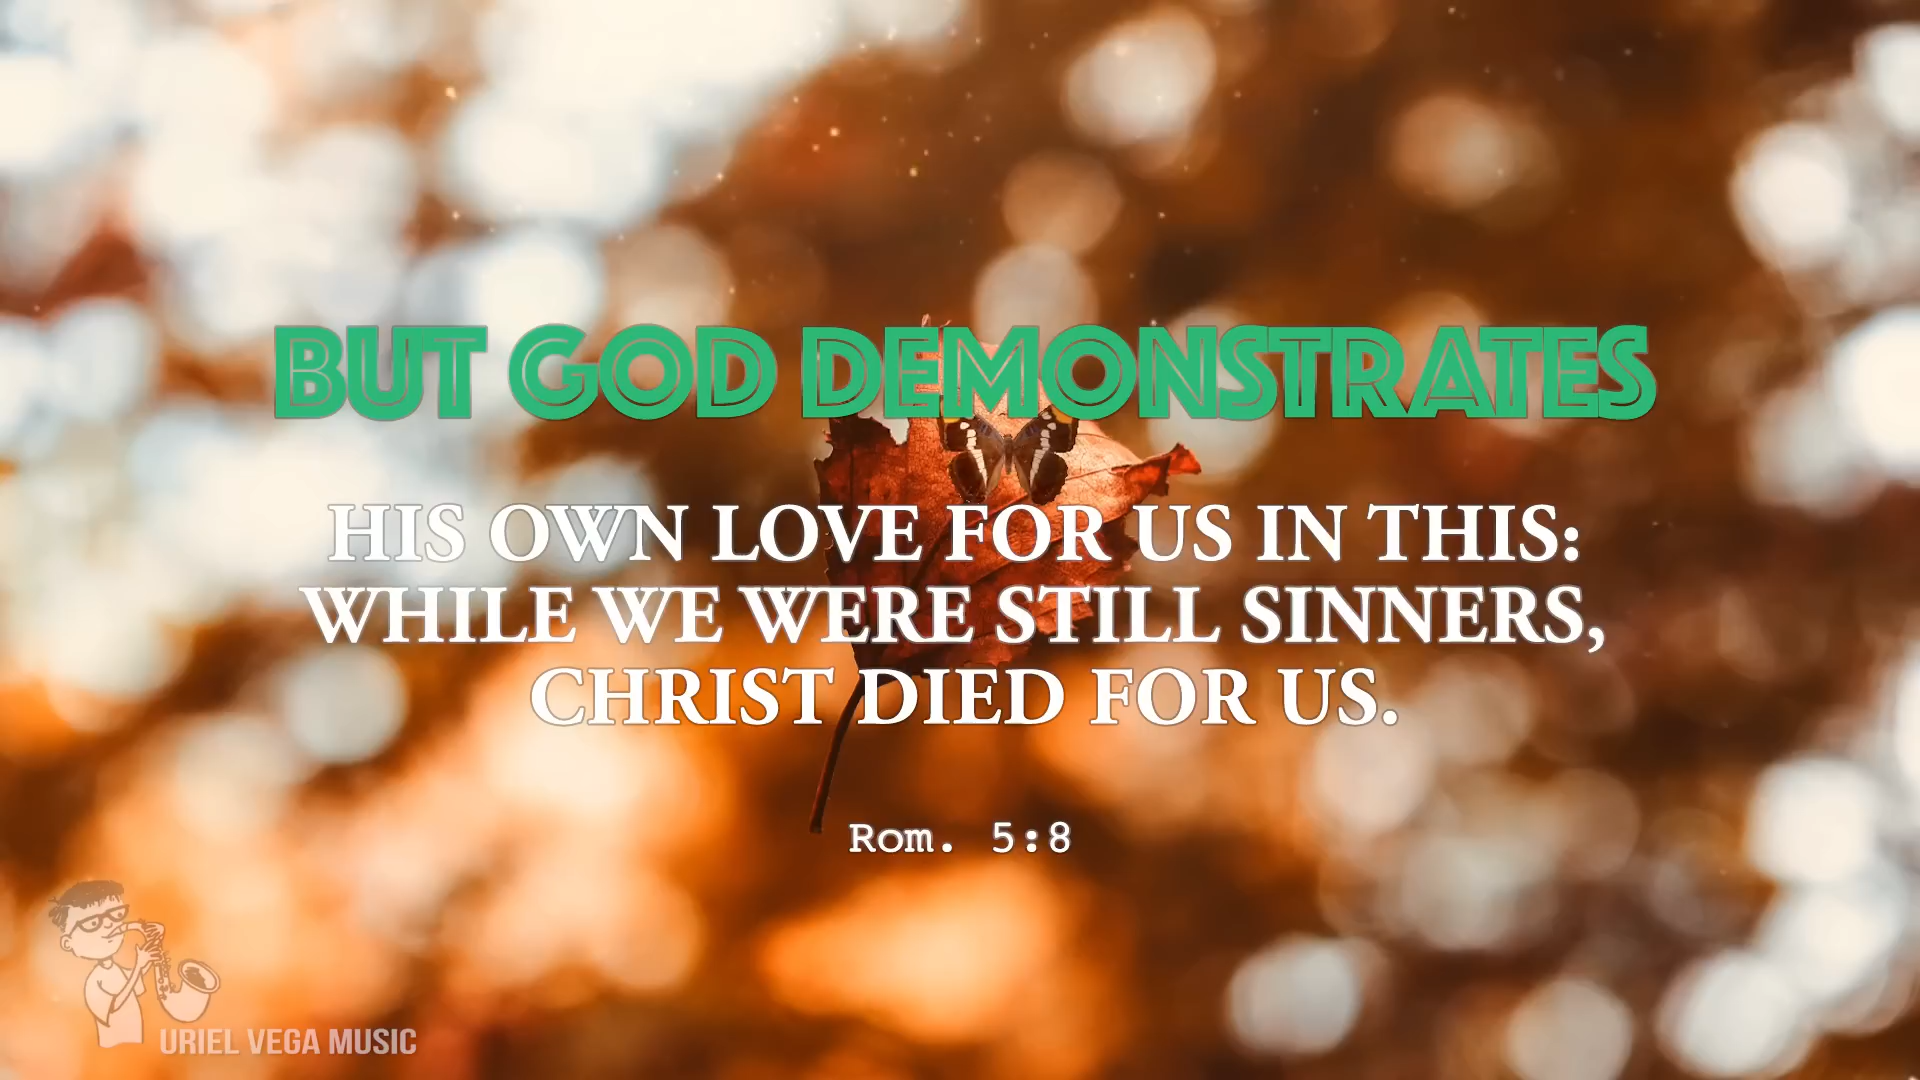 BUT GOD DEMONSTRATES
HIS OWN LOVE FOR US IN THIS:
WHILE WE WERE STILL SINNERS,
CHRIST DIED FOR US.
Rom. 5:8
URIEL VEGA MUSIC